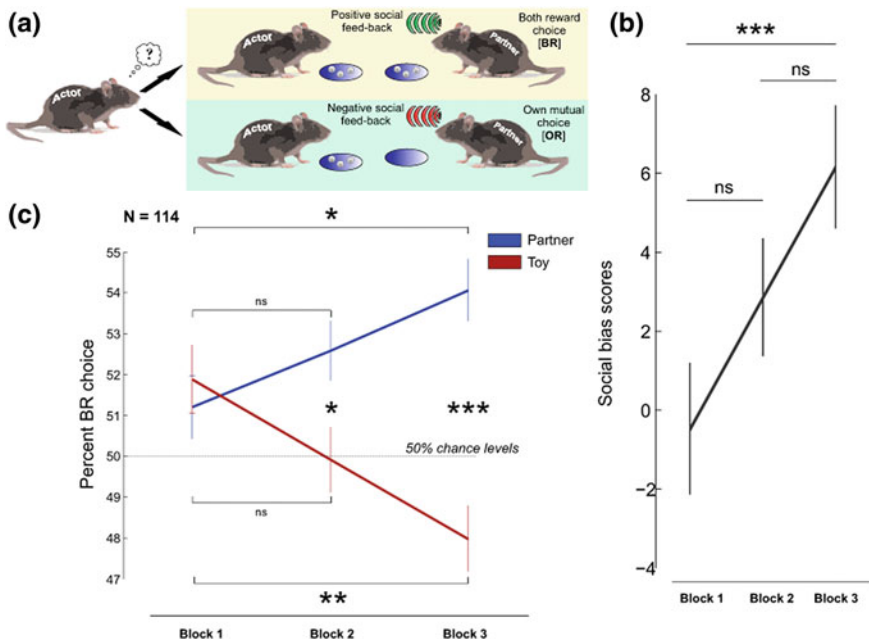 (a)
?
Actor
Positive social
feed-back
Actor
Partner
Both reward
choice
[BR]
Negative social
feed-back
Actor
Partner
Own mutual
choice
[OR]
(b)
***
ns
ns
8
6
4
2
0
−2
−4
Social bias scores
Block 1 Block 2 Block 3
(c)
N = 114
*
Partner
Toy
55
54
53
52
51
50
49
48
47
Percent BR choice
ns
*
***
50% chance levels
ns
**
Block 1 Block 2 Block 3